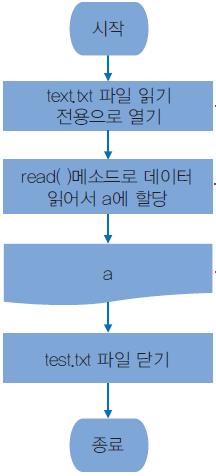 시작
text.txt 파일 읽기
전용으로 열기
read( )메소드로 데이터
읽어서 a에 할당
a
test.txt 파일 닫기
종료